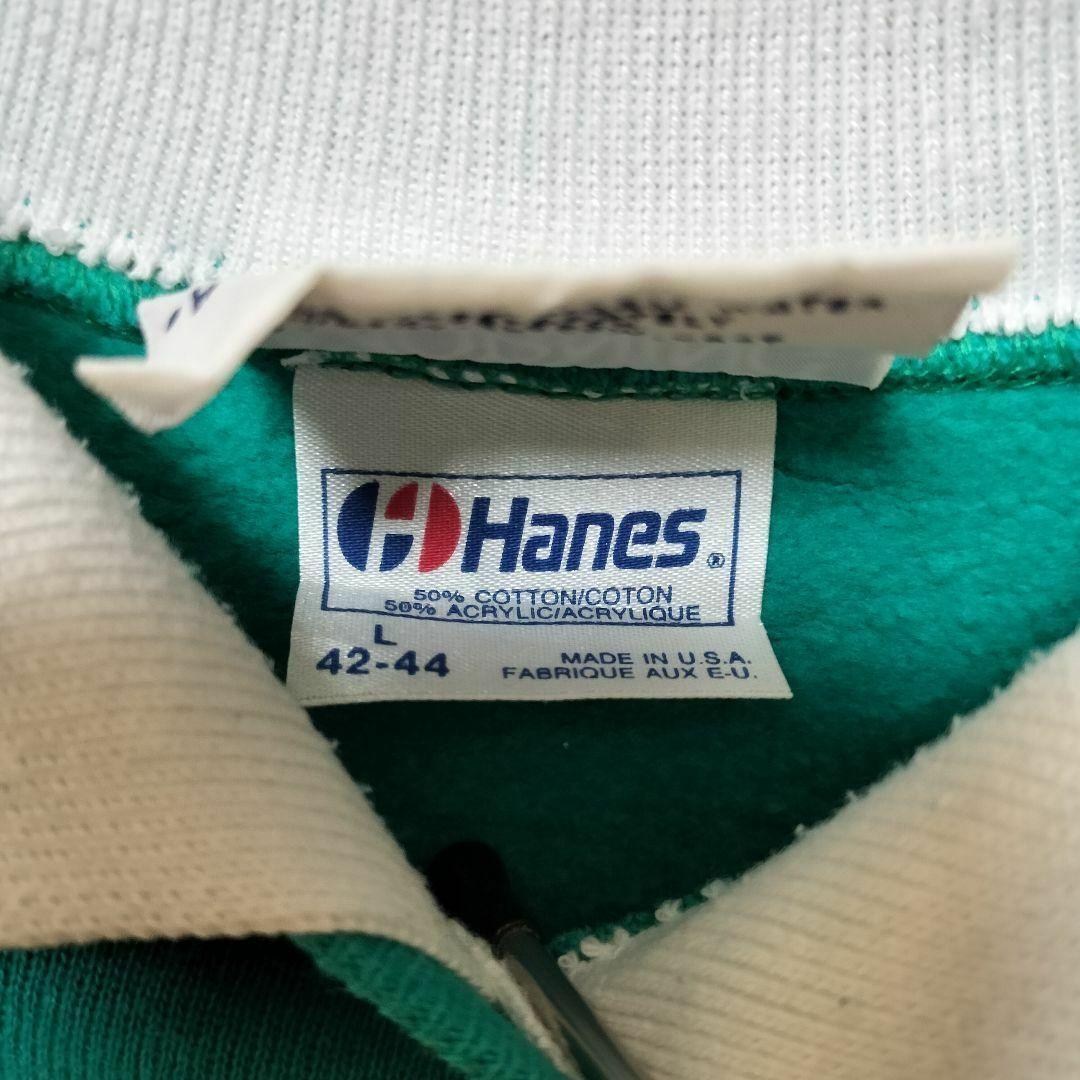 Hanes®
50% COTTON/COTON
50% ACRYLIC/ACRYLIQUE
L
42-44
MADE IN U.S.A.
FABRIQUE AUX E-U.